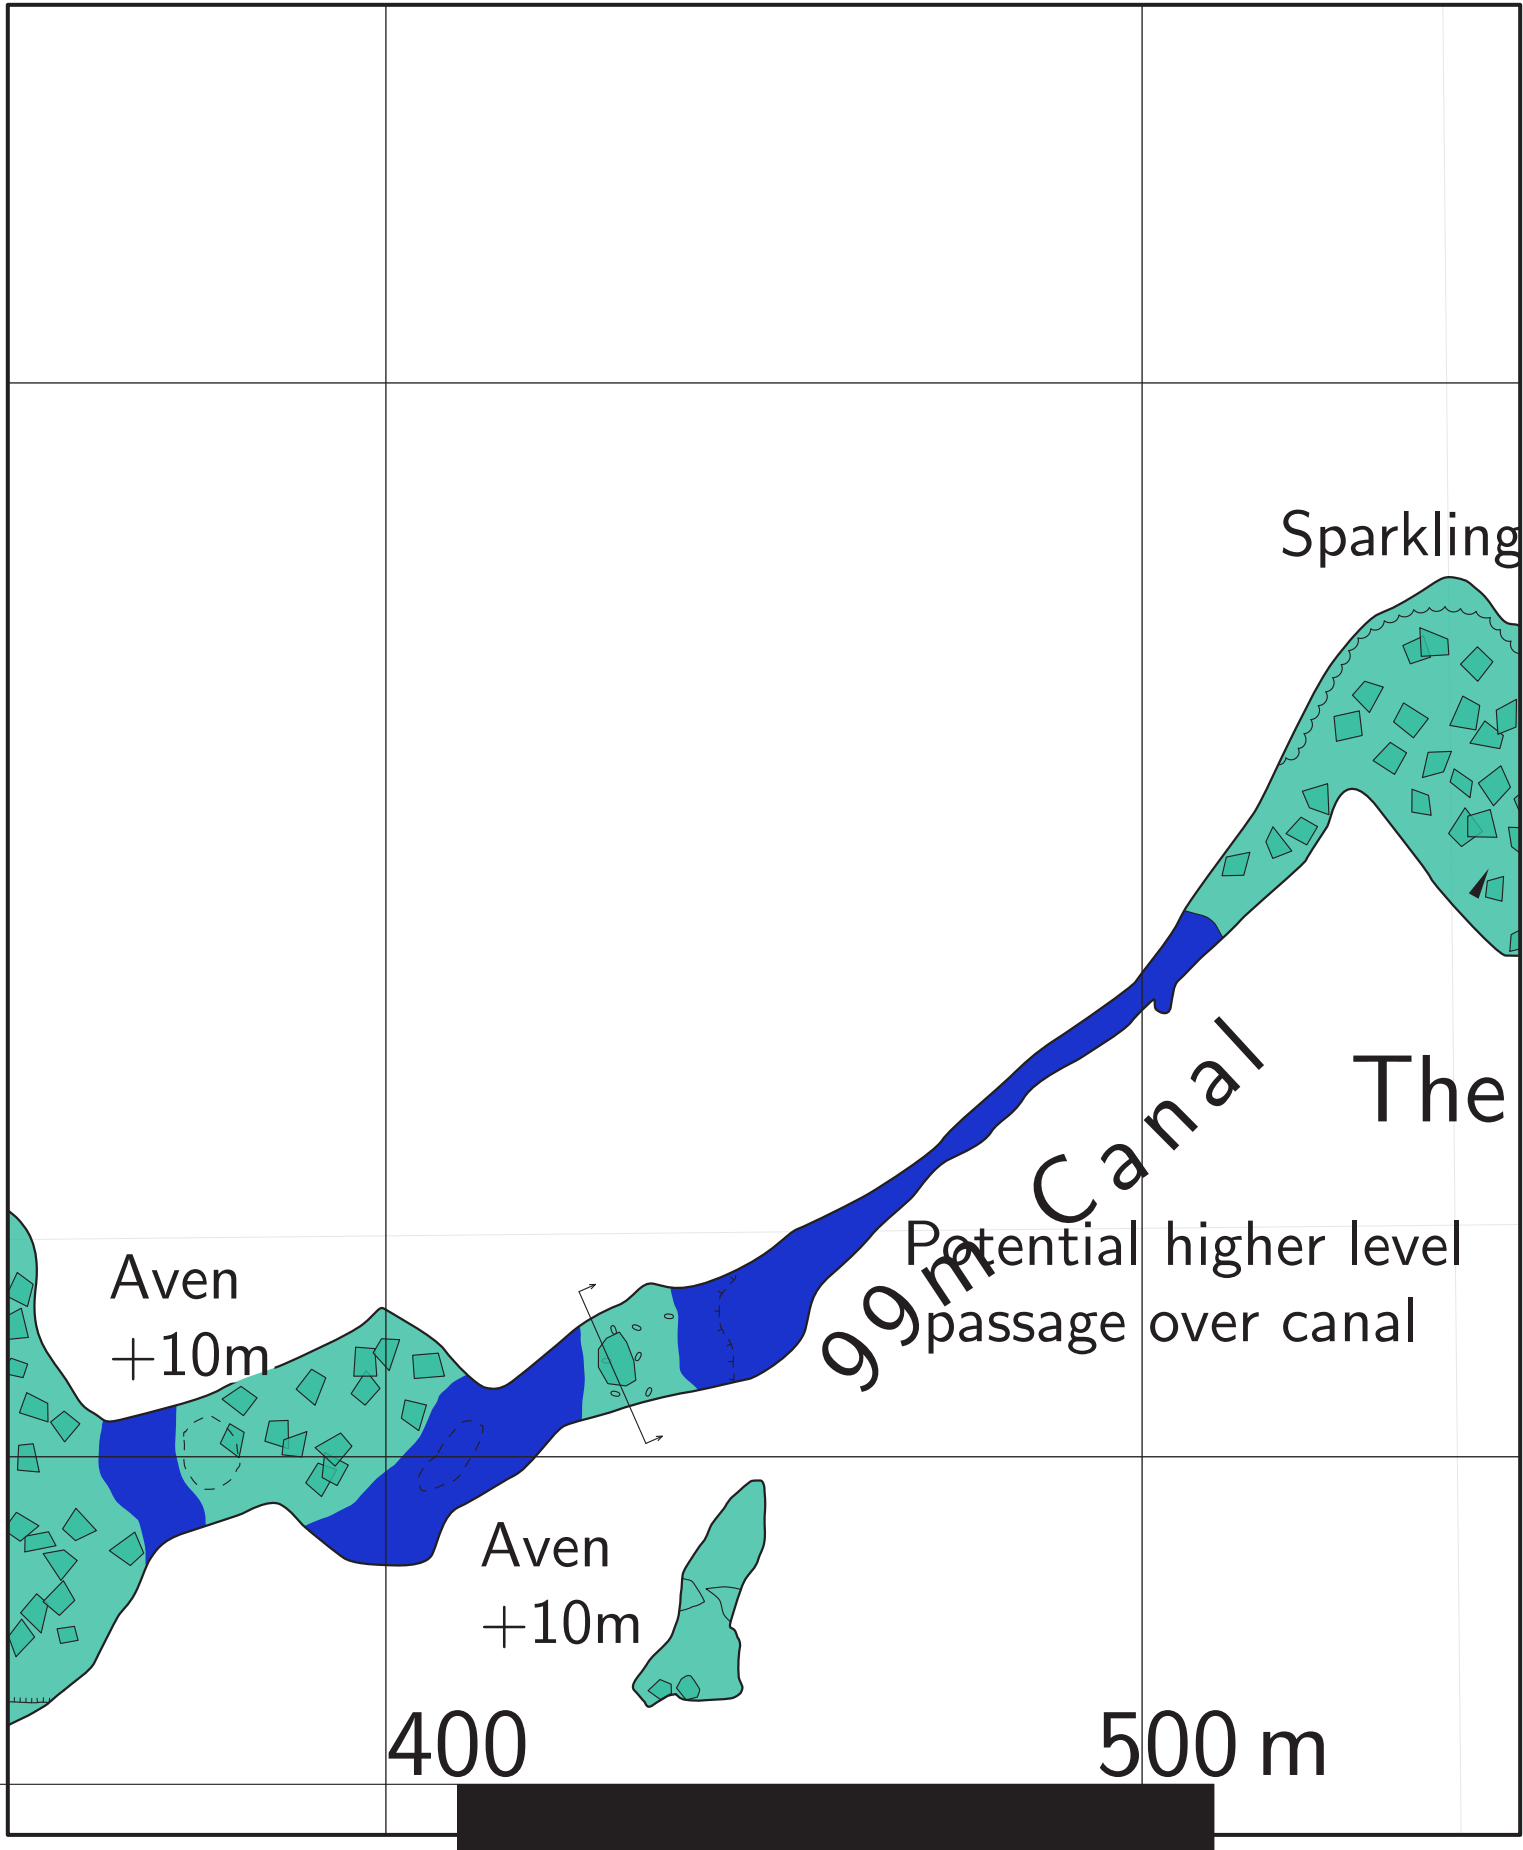 Sparkling
The
99m Canal
Potential higher level
passage over canal
Aven
+10m
Aven
+10m
400
500 m